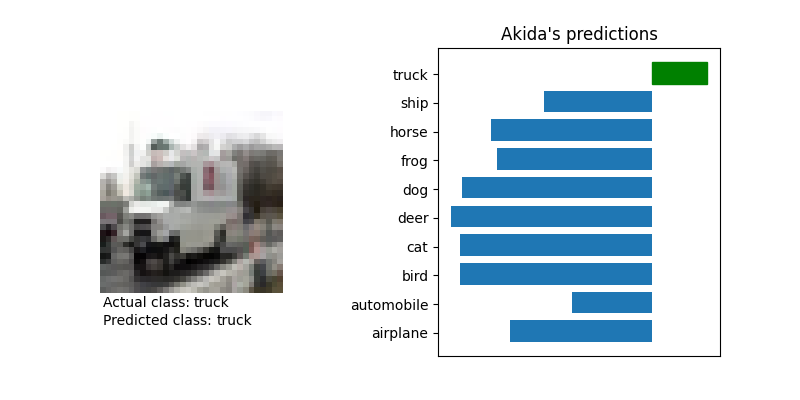 Akida's predictions
truck
ship
horse
frog
dog
deer
cat
bird
automobile
airplane
Actual class: truck
Predicted class: truck